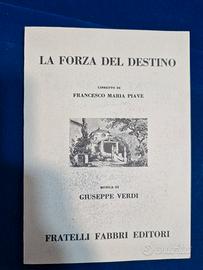 LA FORZA DEL DESTINO
LIBRETTO DI
FRANCESCO MARIA PIAVE
MUSICA DI
GIUSEPPE VERDI
FRATELLI FABBRI EDITORI